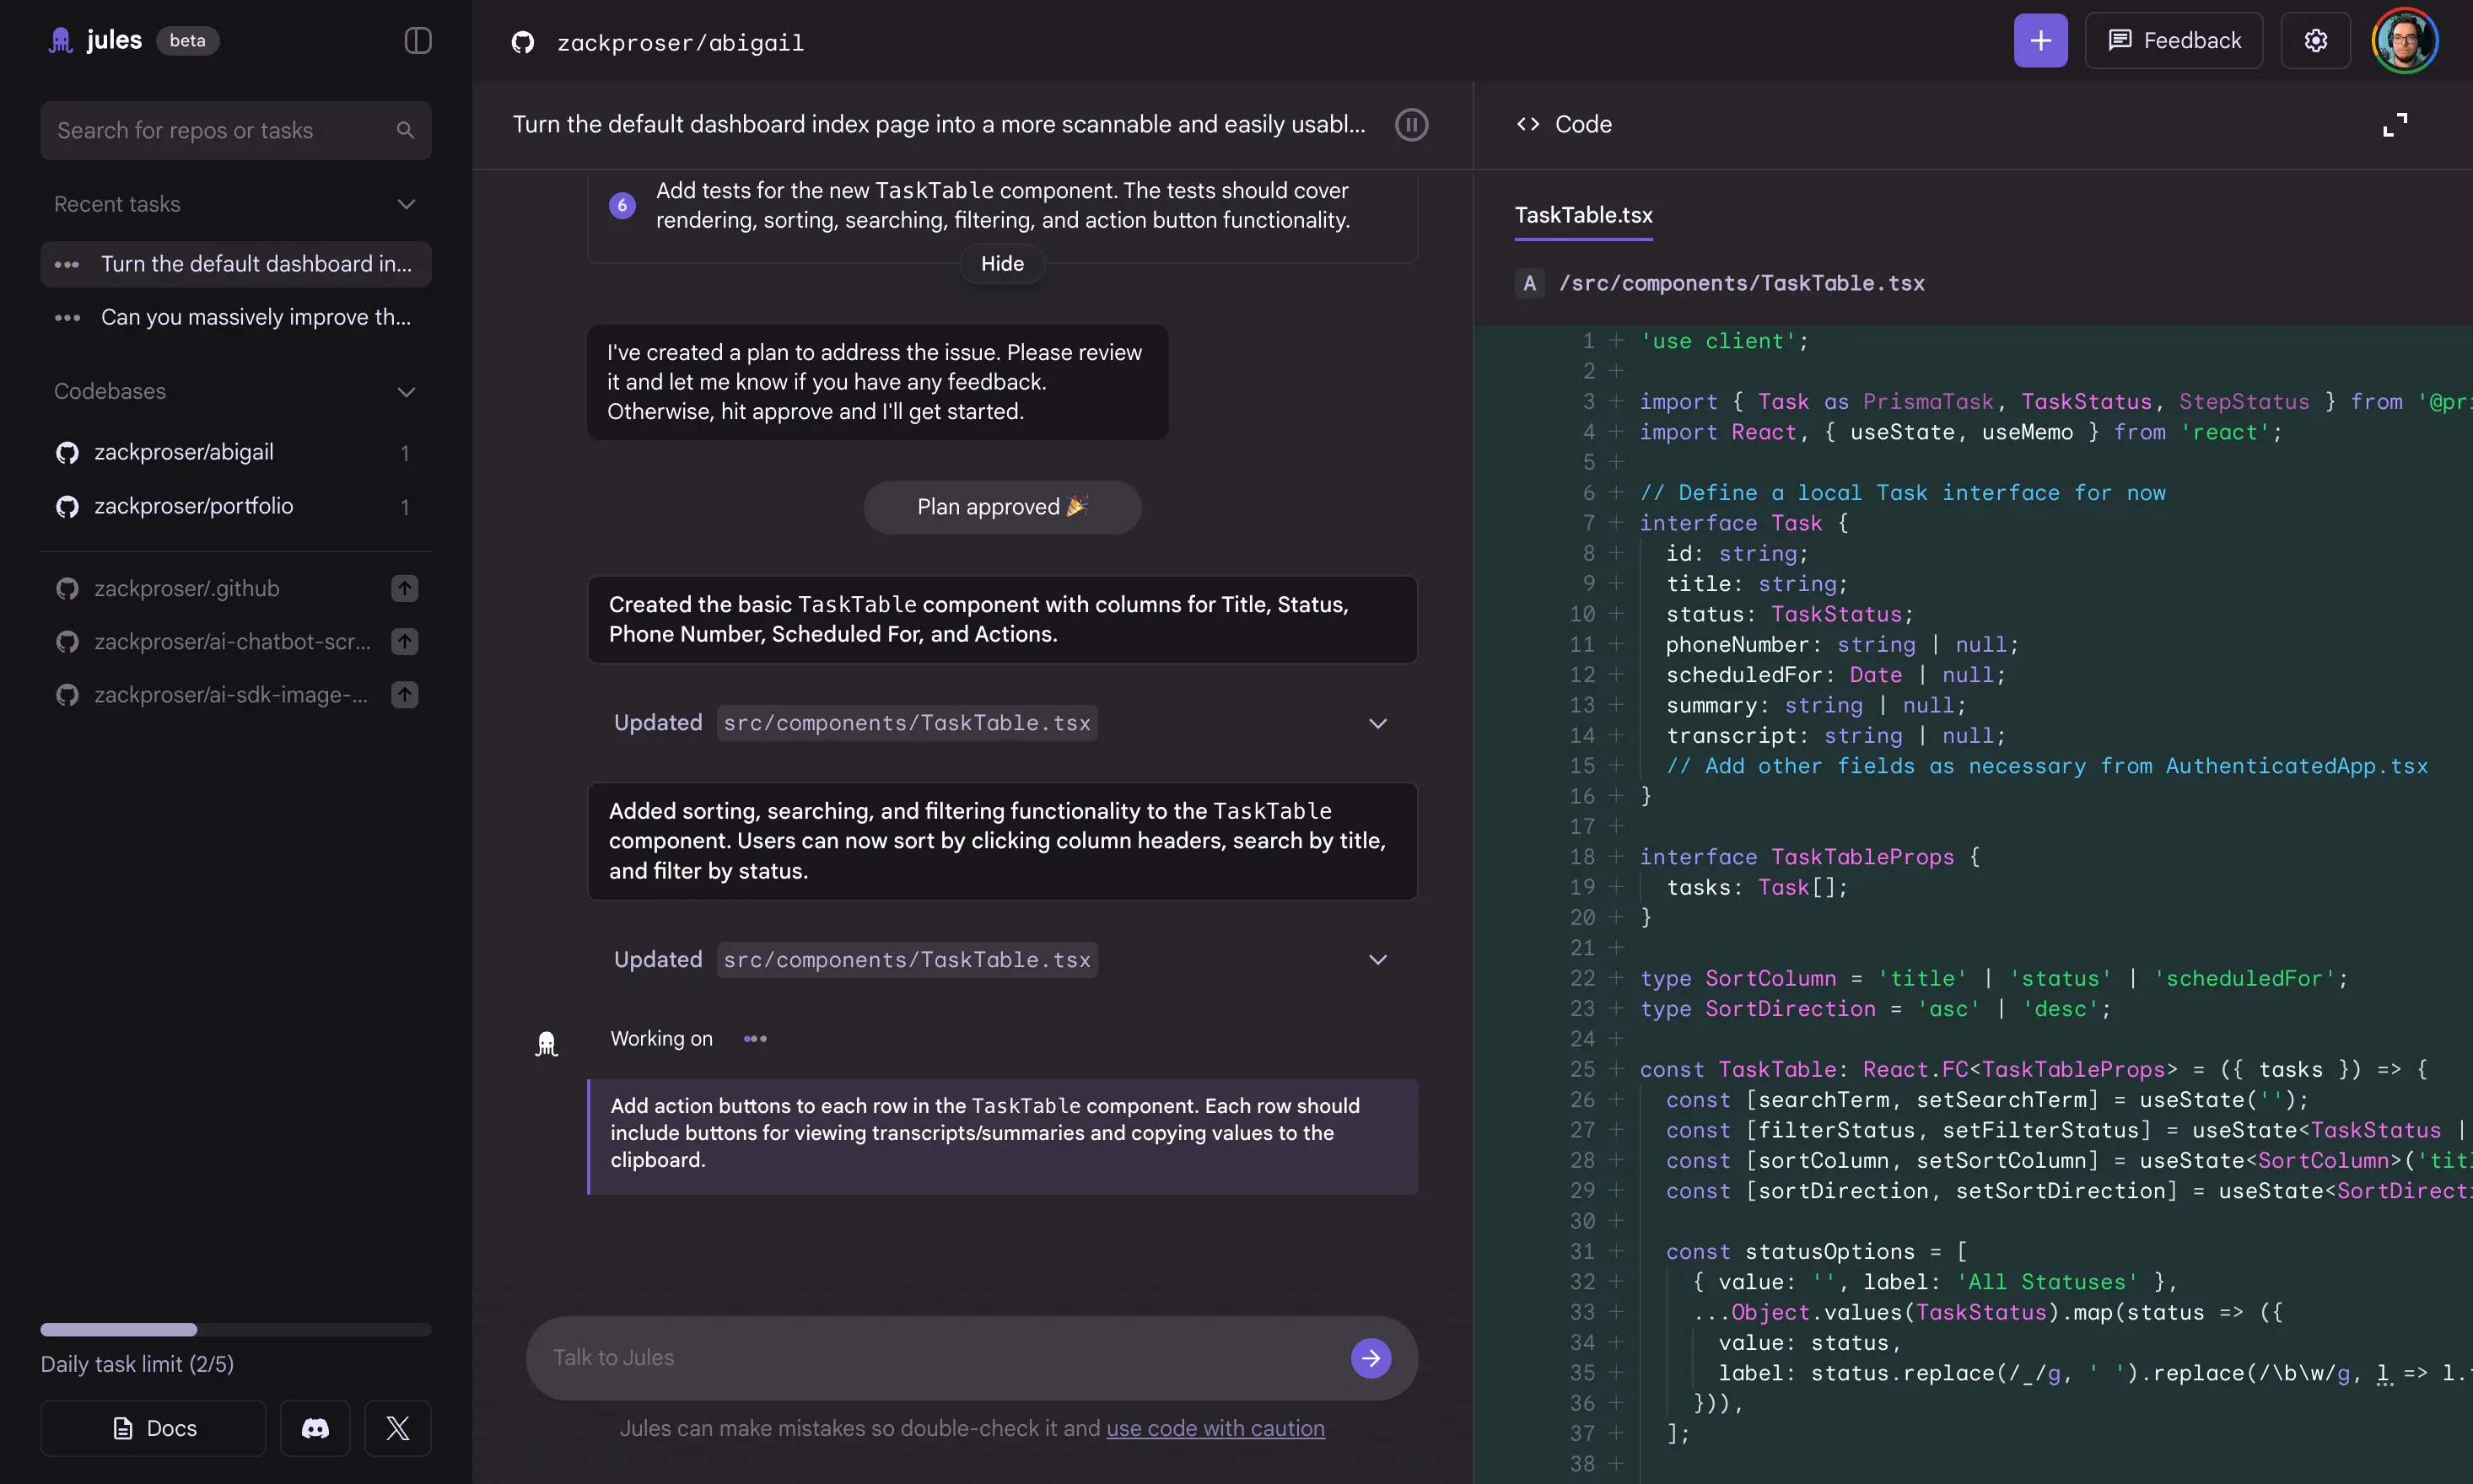 jules beta
Search for repos or tasks
Recent tasks
Turn the default dashboard in...
Can you massively improve th...
Codebases
zackproser/abigail 1
zackproser/portfolio 1
zackproser/.github
zackproser/ai-chatbot-scr...
zackproser/ai-sdk-image-...
Daily task limit (2/5)
Docs
zackproser/abigail
Feedback
Turn the default dashboard index page into a more scannable and easily usabl...
6
Add tests for the new TaskTable component. The tests should cover
rendering, sorting, searching, filtering, and action button functionality.
Hide
I've created a plan to address the issue. Please review
it and let me know if you have any feedback.
Otherwise, hit approve and I'll get started.
Plan approved 🎉
Created the basic TaskTable component with columns for Title, Status,
Phone Number, Scheduled For, and Actions.
Updated src/components/TaskTable.tsx
Added sorting, searching, and filtering functionality to the TaskTable
component. Users can now sort by clicking column headers, search by title,
and filter by status.
Updated src/components/TaskTable.tsx
Working on
Add action buttons to each row in the TaskTable component. Each row should
include buttons for viewing transcripts/summaries and copying values to the
clipboard.
Talk to Jules
Jules can make mistakes so double-check it and use code with caution
<> Code
TaskTable.tsx
A /src/components/TaskTable.tsx
1 + 'use client';
2 +
3 + import { Task as PrismaTask, TaskStatus, StepStatus } from '@pri
4 + import React, { useState, useMemo } from 'react';
5 +
6 + // Define a local Task interface for now
7 + interface Task {
8 + id: string;
9 + title: string;
10 + status: TaskStatus;
11 + phoneNumber: string | null;
12 + scheduledFor: Date | null;
13 + summary: string | null;
14 + transcript: string | null;
15 + // Add other fields as necessary from AuthenticatedApp.tsx
16 + }
17 +
18 + interface TaskTableProps {
19 + tasks: Task[];
20 + }
21 +
22 + type SortColumn = 'title' | 'status' | 'scheduledFor';
23 + type SortDirection = 'asc' | 'desc';
24 +
25 + const TaskTable: React.FC<TaskTableProps> = ({ tasks }) => {
26 + const [searchTerm, setSearchTerm] = useState('');
27 + const [filterStatus, setFilterStatus] = useState<TaskStatus |
28 + const [sortColumn, setSortColumn] = useState<SortColumn>('titl
29 + const [sortDirection, setSortDirection] = useState<SortDirecti
30 +
31 + const statusOptions = [
32 + { value: '', label: 'All Statuses' },
33 + ...Object.values(TaskStatus).map(status => ({
34 + value: status,
35 + label: status.replace(/_/g, ' ').replace(/\b\w/g, l => l.
36 + })),
37 + ];
38 +